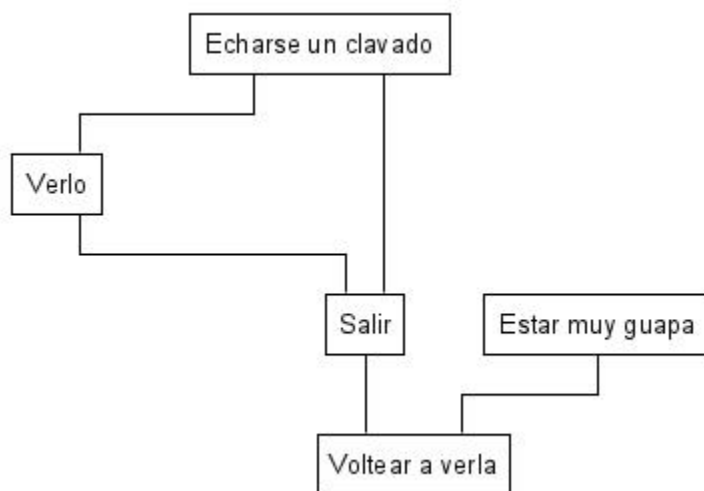 Echarse un clavado
Verlo
Salir
Estar muy guapa
Voltear a verla